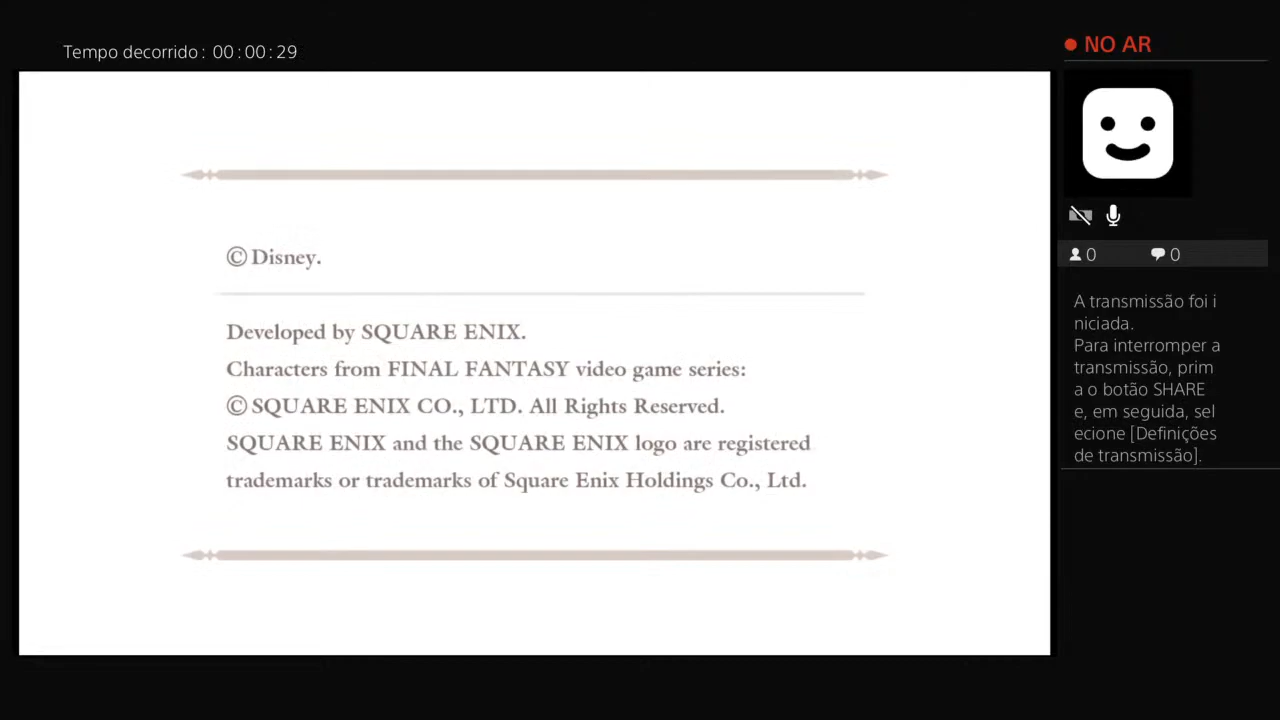 Tempo decorrido: 00:00:29
NO AR
©Disney.
Developed by SQUARE ENIX.
Characters from FINAL FANTASY video game series:
© SQUARE ENIX CO., LTD. All Rights Reserved.
SQUARE ENIX and the SQUARE ENIX logo are registered
trademarks or trademarks of Square Enix Holdings Co., Ltd.
0 0
A transmissão foi i
niciada.
Para interromper a
transmissão, prim
a o botão SHARE
e, em seguida, sel
ecione [Definições
de transmissão].